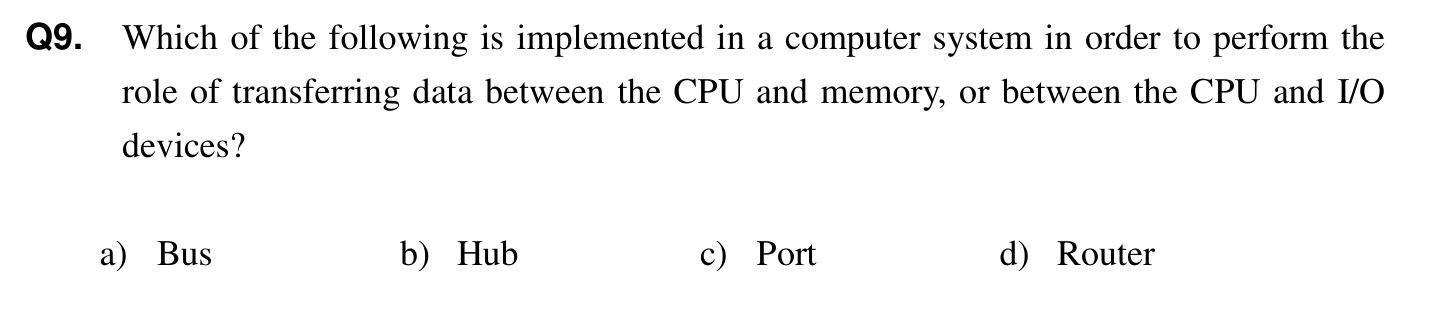 Q9. Which of the following is implemented in a computer system in order to perform the
role of transferring data between the CPU and memory, or between the CPU and I/O
devices?
a) Bus b) Hub c) Port d) Router